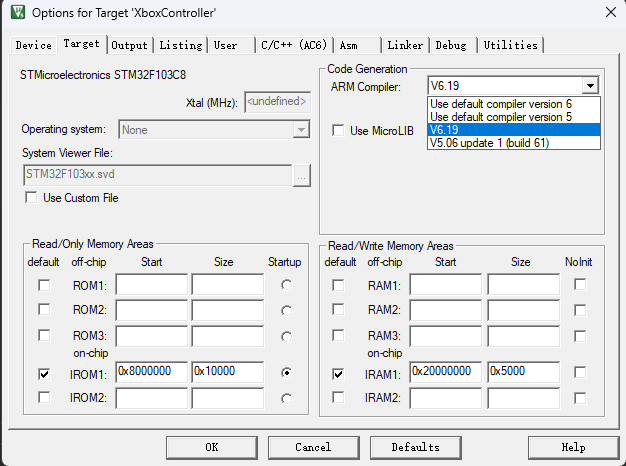 Options for Target 'XboxController'
Device Target Output Listing User C/C++ (AC6) Asm Linker Debug Utilities
STMicroelectronics STM32F103C8
Xtal (MHz): <undefined>
Operating system: None
System Viewer File:
STM32F103xx.svd ...
Use Custom File
Code Generation
ARM Compiler: V6.19
Use default compiler version 6
Use default compiler version 5
V6.19
V5.06 update 1 (build 61)
Use MicroLIB
Read/Only Memory Areas
default off-chip Start Size Startup
ROM1:
ROM2:
ROM3:
on-chip
IROM1: 0x8000000 0x10000
IROM2:
Read/Write Memory Areas
default off-chip Start Size NoInit
RAM1:
RAM2:
RAM3:
on-chip
IRAM1: 0x20000000 0x5000
IRAM2:
OK Cancel Defaults Help